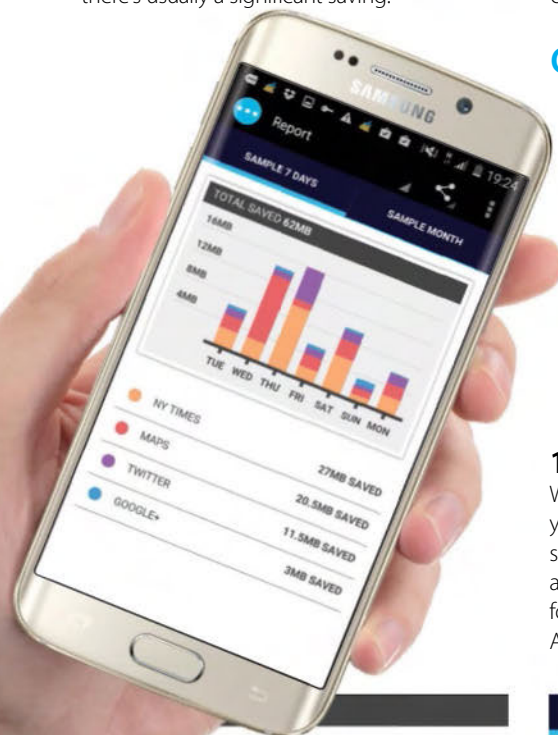 there's usually a significant saving.
SAMSUNG
19:24
Report
SAMPLE 7 DAYS
SAMPLE MONTH
TOTAL SAVED 62MB
16MB
12MB
8MB
4MB
TUE WED THU FRI SAT SUN MON
NY TIMES 27MB SAVED
MAPS 20.5MB SAVED
TWITTER 11.5MB SAVED
GOOGLE+ 3MB SAVED